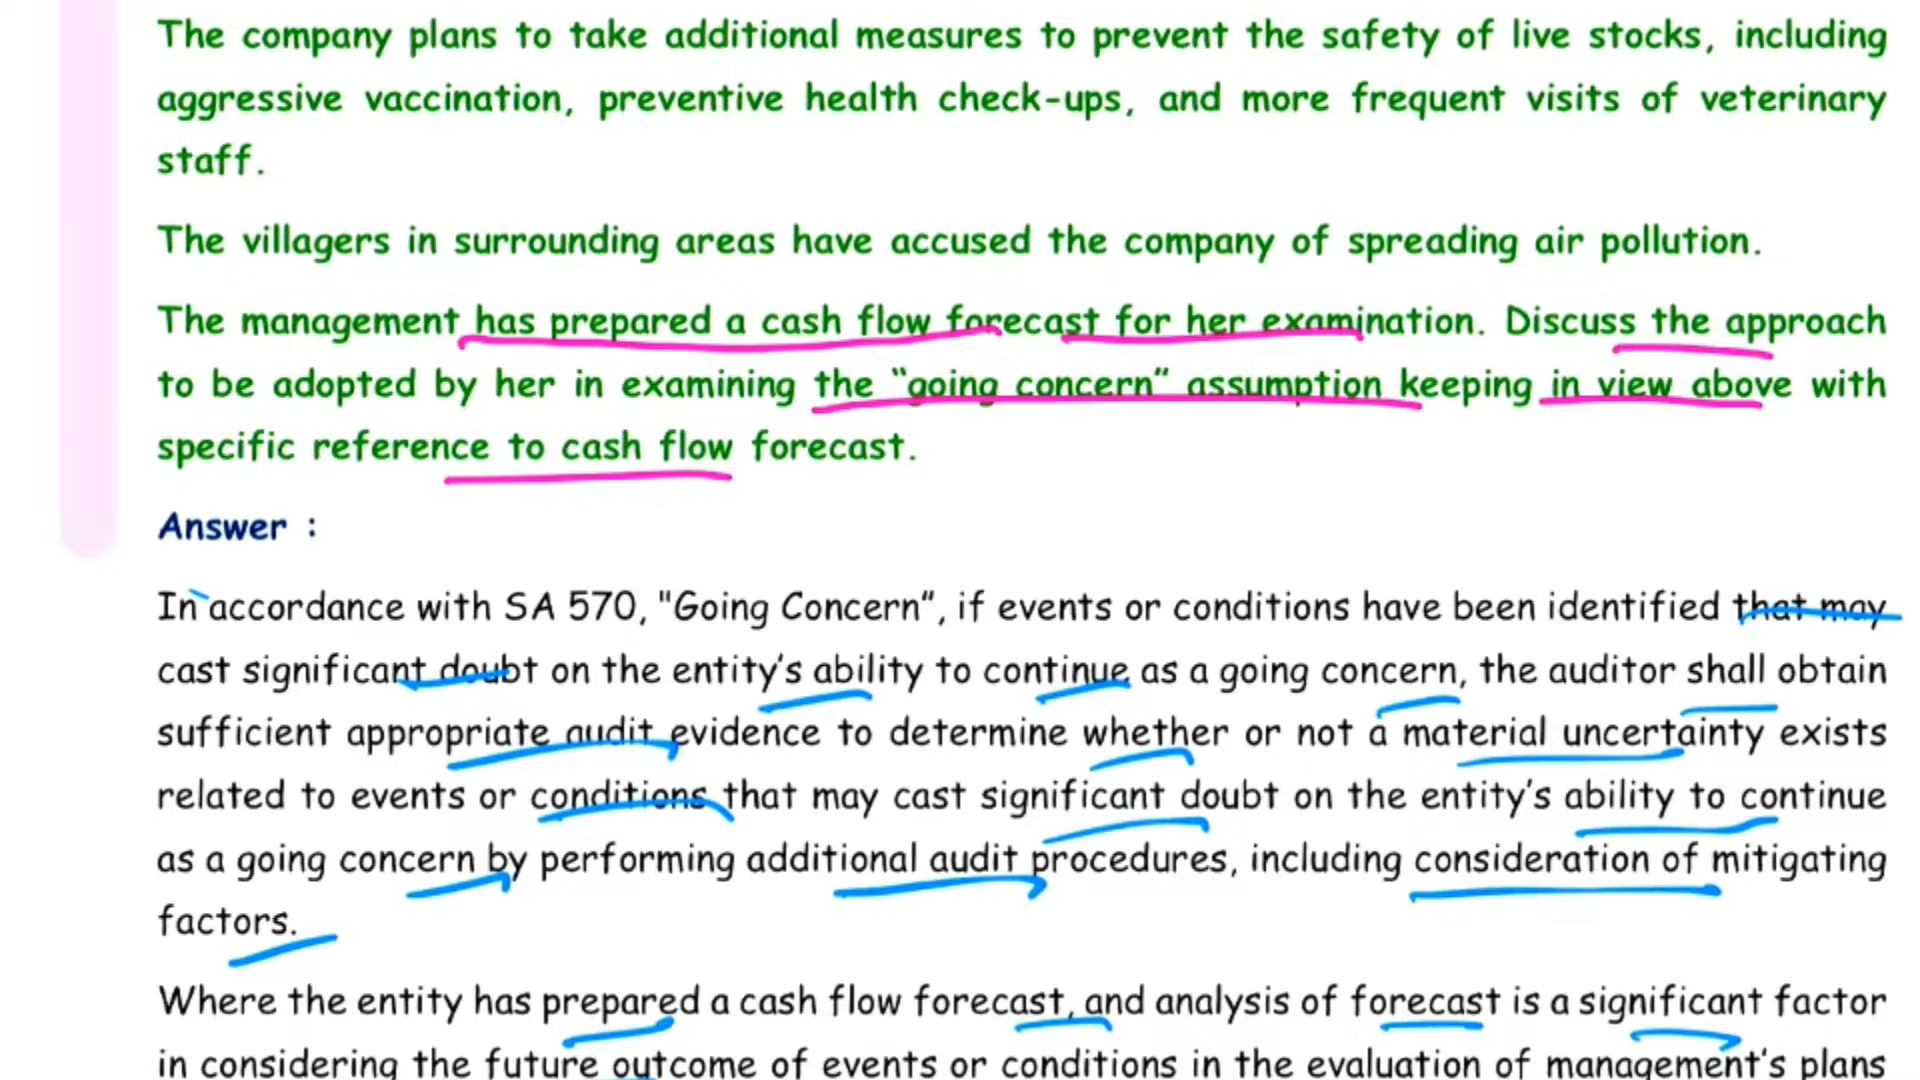 The company plans to take additional measures to prevent the safety of live stocks, including
aggressive vaccination, preventive health check-ups, and more frequent visits of veterinary
staff.
The villagers in surrounding areas have accused the company of spreading air pollution.
The management has prepared a cash flow forecast for her examination. Discuss the approach
to be adopted by her in examining the “going concern” assumption keeping in view above with
specific reference to cash flow forecast.
Answer :
In accordance with SA 570, "Going Concern”, if events or conditions have been identified that may
cast significant doubt on the entity’s ability to continue as a going concern, the auditor shall obtain
sufficient appropriate audit evidence to determine whether or not a material uncertainty exists
related to events or conditions that may cast significant doubt on the entity’s ability to continue
as a going concern by performing additional audit procedures, including consideration of mitigating
factors.
Where the entity has prepared a cash flow forecast, and analysis of forecast is a significant factor
in considering the future outcome of events or conditions in the evaluation of management’s plans